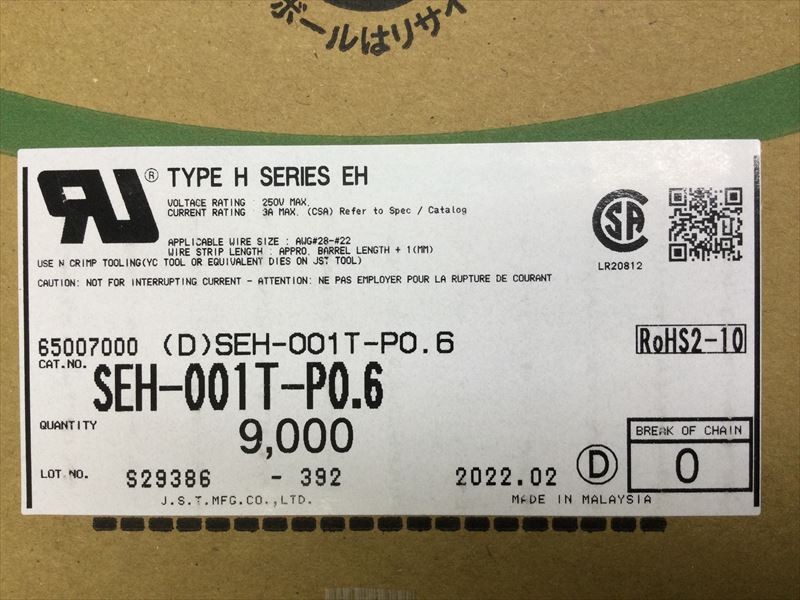 ボールはリサイ
® TYPE H SERIES EH
VOLTAGE RATING : 250V MAX.
CURRENT RATING : 3A MAX. (CSA) Refer to Spec / Catalog
APPLICABLE WIRE SIZE : AWG#28-#22
WIRE STRIP LENGTH : APPRO. BARREL LENGTH + 1(MM)
USE N CRIMP TOOLING(YC TOOL OR EQUIVALENT DIES ON JST TOOL)
LR20812
CAUTION: NOT FOR INTERRUPTING CURRENT - ATTENTION: NE PAS EMPLOYER POUR LA RUPTURE DE COURANT
65007000 (D)SEH-001T-P0.6
RoHS2-10
CAT.NO.
SEH-001T-P0.6
QUANTITY
9,000
BREAK OF CHAIN
0
LOT NO. S29386 - 392 2022.02 D
J.S.T.MFG.CO.,LTD. MADE IN MALAYSIA